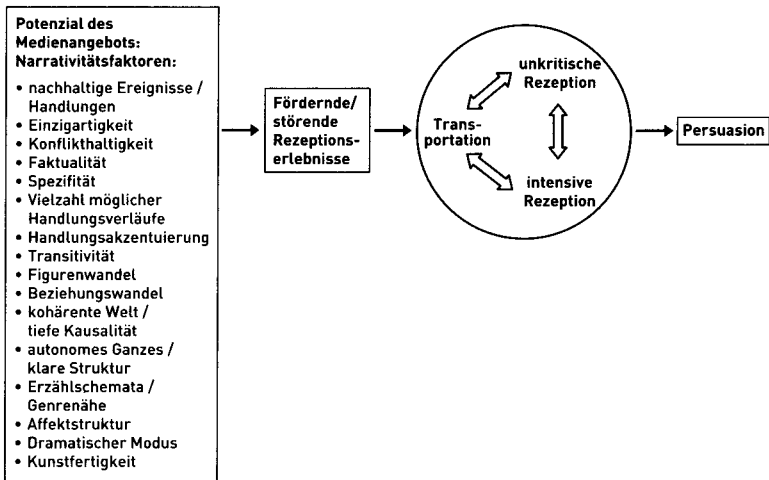 Potenzial des
Medienangebots:
Narrativitätsfaktoren:
• nachhaltige Ereignisse /
Handlungen
• Einzigartigkeit
• Konflikthaltigkeit
• Faktualität
• Spezifität
• Vielzahl möglicher
Handlungsverläufe
• Handlungsakzentuierung
• Transitivität
• Figurenwandel
• Beziehungswandel
• kohärente Welt /
tiefe Kausalität
• autonomes Ganzes /
klare Struktur
• Erzählschemata /
Genrenähe
• Affektstruktur
• Dramatischer Modus
• Kunstfertigkeit
Fördernde/
störende
Rezeptions-
erlebnisse
unkritische
Rezeption
Trans-
portation
intensive
Rezeption
Persuasion